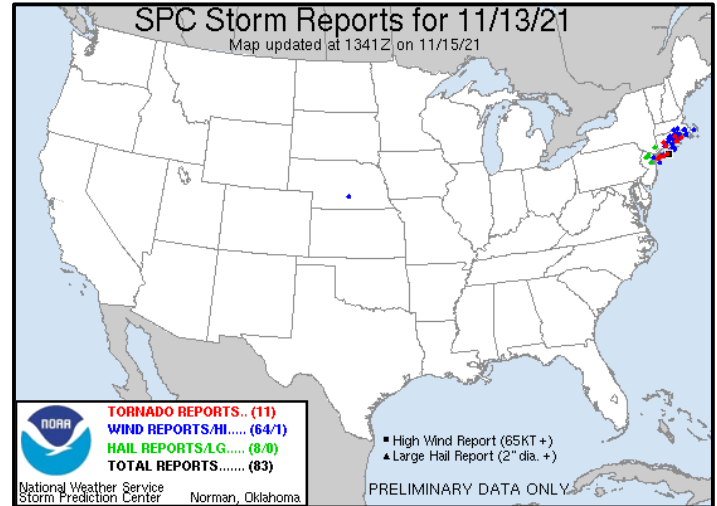 SPC Storm Reports for 11/13/21
Map updated at 1341Z on 11/15/21
NOAA
TORNADO REPORTS.. (11)
WIND REPORTS/HI..... (64/1)
HAIL REPORTS/LG..... (8/0)
TOTAL REPORTS....... (83)
National Weather Service
Storm Prediction Center Norman, Oklahoma
■ High Wind Report (65KT +)
▲ Large Hail Report (2" dia. +)
PRELIMINARY DATA ONLY